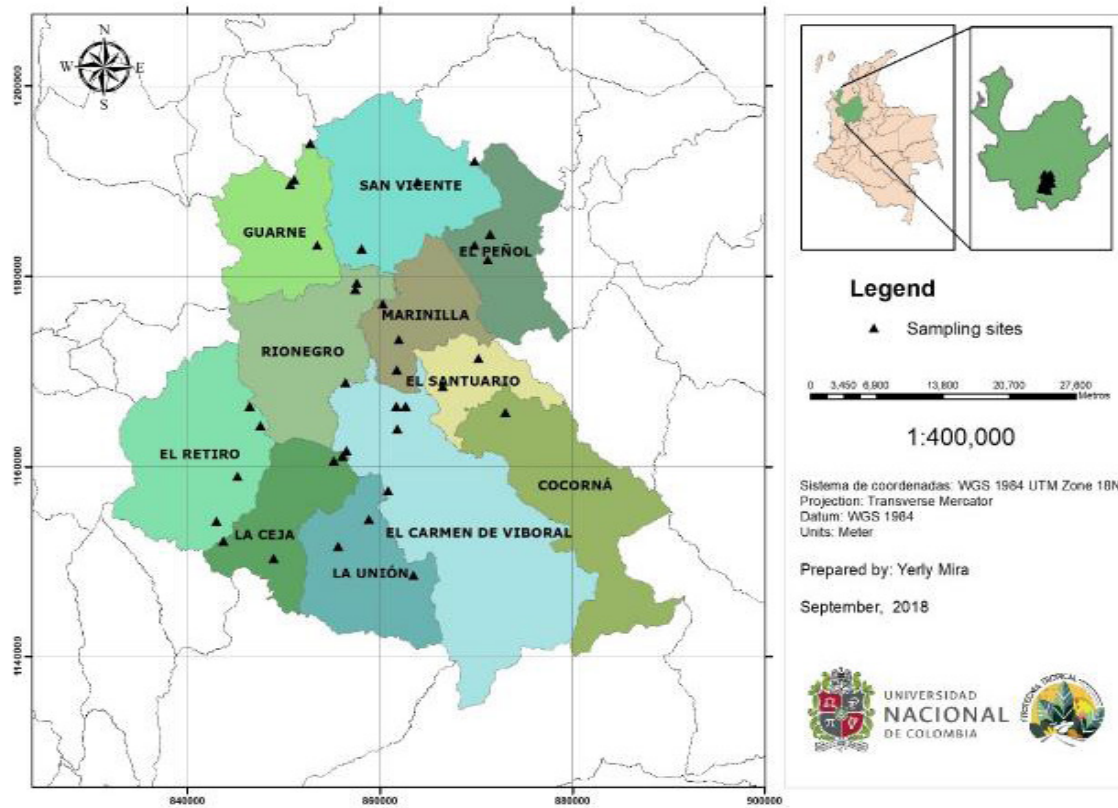 N
W E
S
1200000
1180000
1160000
1140000
840000
860000
880000
900000
SAN VICENTE
GUARNE
EL PEÑOL
MARINILLA
RIONEGRO
EL SANTUARIO
EL RETIRO
COCORNÁ
LA CEJA
EL CARMEN DE VIBORAL
LA UNIÓN
Legend
Sampling sites
0 3,450 6,900 13,800 20,700 27,600
Metros
1:400,000
Sistema de coordenadas: WGS 1984 UTM Zone 18N
Projection: Transverse Mercator
Datum: WGS 1984
Units: Meter
Prepared by: Yerly Mira
September, 2018
UNIVERSIDAD
NACIONAL
DE COLOMBIA
FITOTECNIA TROPICAL